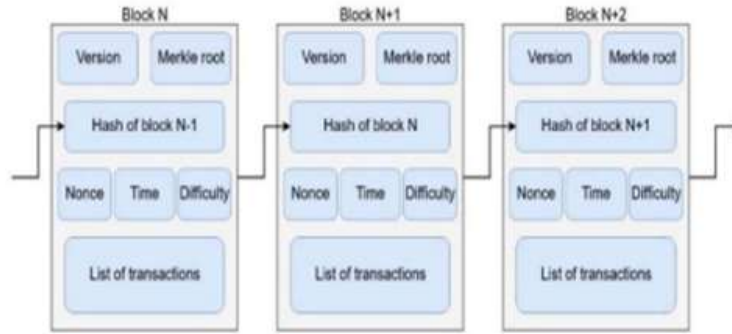 Block N
Block N+1
Block N+2
Version
Merkle root
Version
Merkle root
Version
Merkle root
Hash of block N-1
Hash of block N
Hash of block N+1
Nonce
Time
Difficulty
Nonce
Time
Difficulty
Nonce
Time
Difficulty
List of transactions
List of transactions
List of transactions